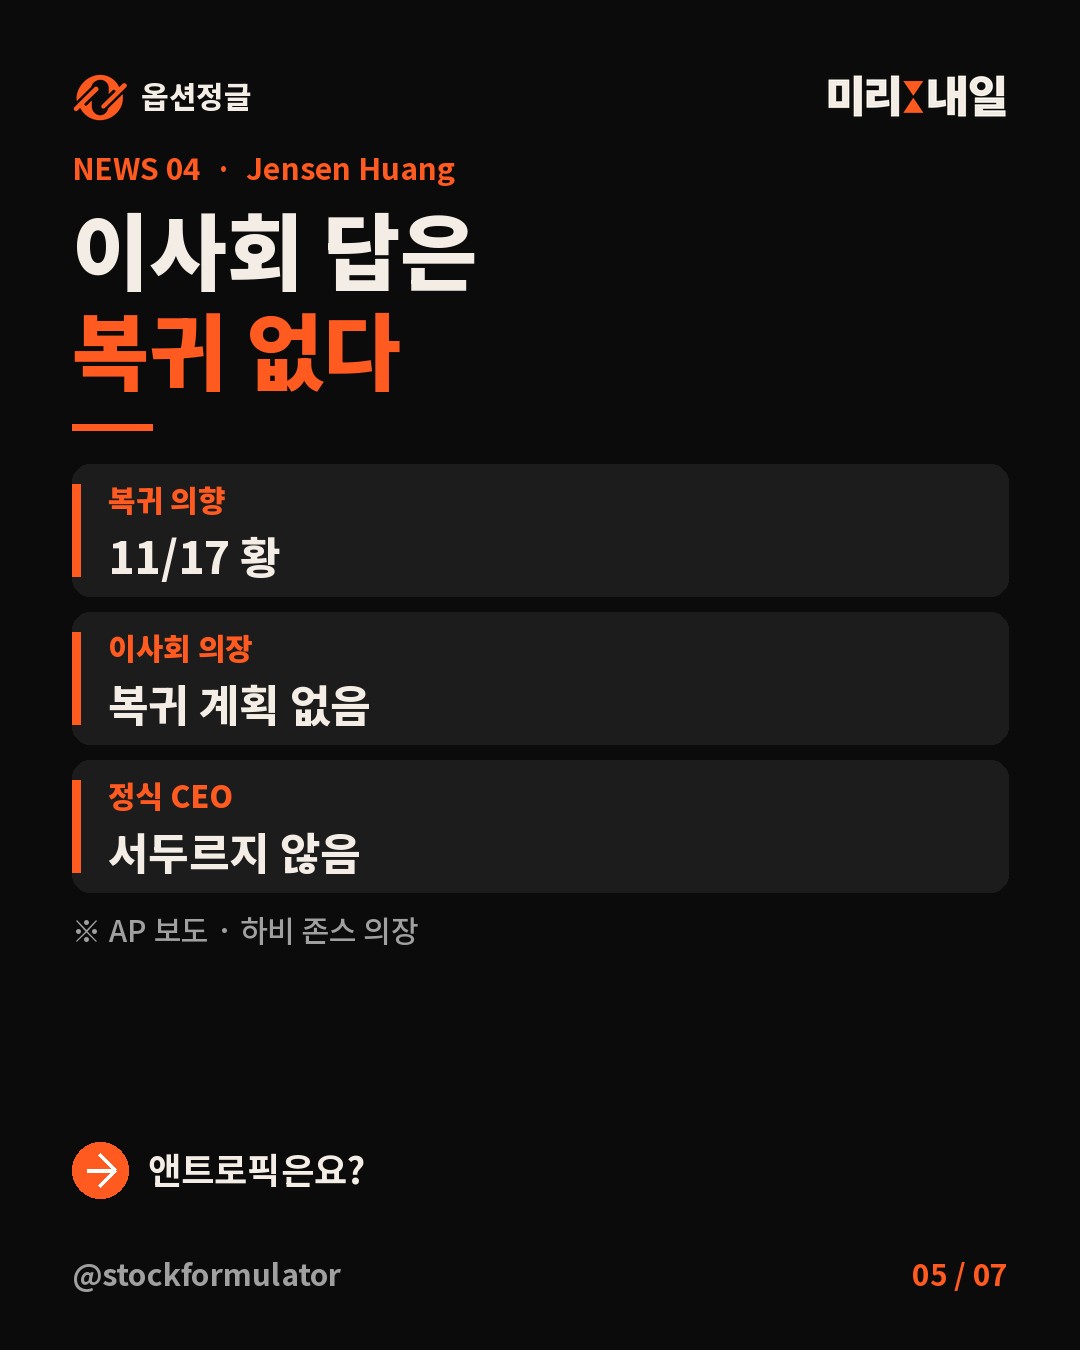 옵션정글
미리 내일
NEWS 04 · Jensen Huang
이사회 답은
복귀 없다
복귀 의향
11/17 황
이사회 의장
복귀 계획 없음
정식 CEO
서두르지 않음
※ AP 보도 · 하비 존스 의장
앤트로픽은요?
@stockformulator
05 / 07